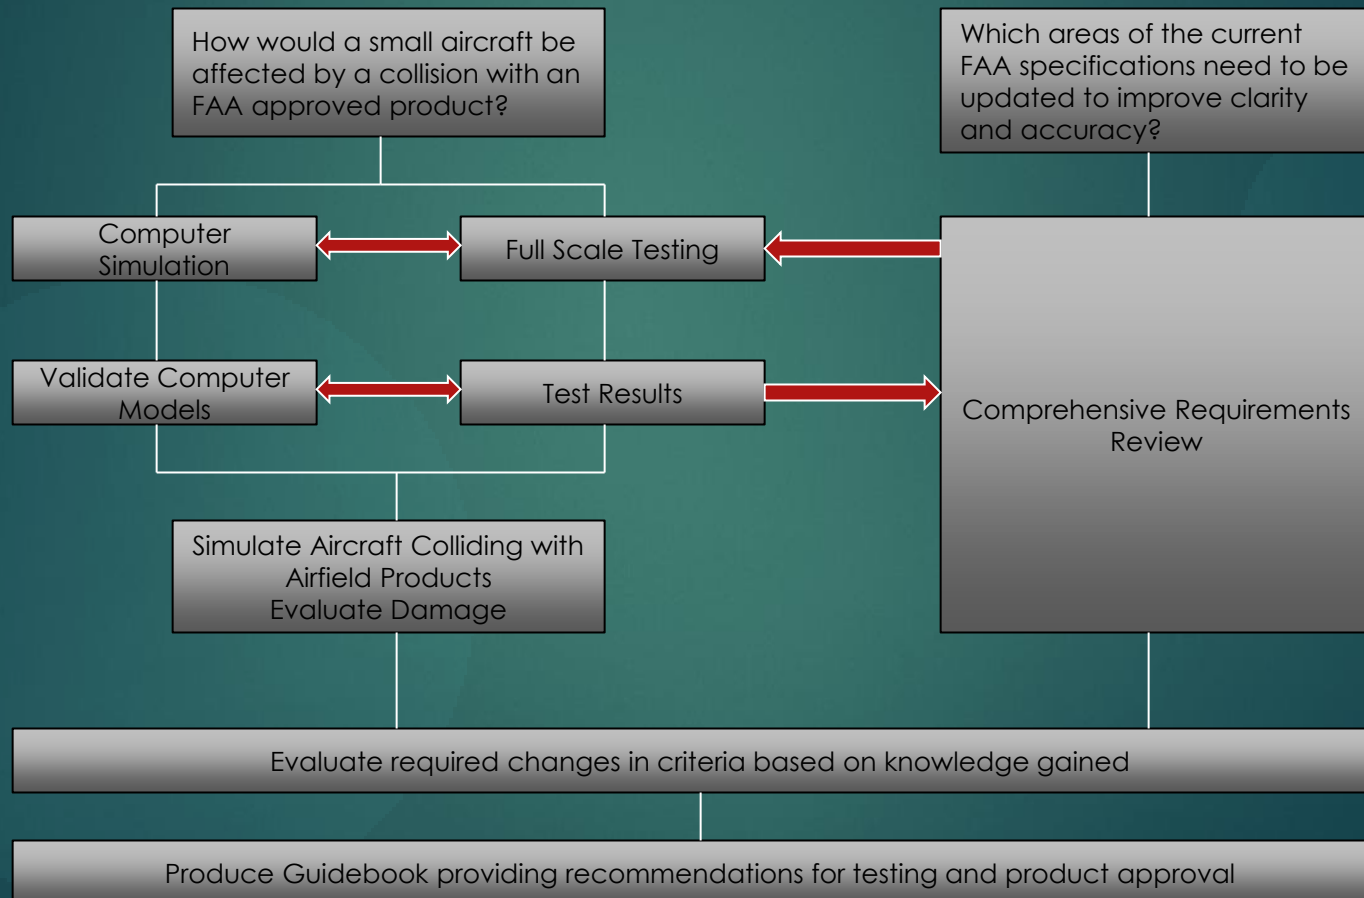 How would a small aircraft be
affected by a collision with an
FAA approved product?
Which areas of the current
FAA specifications need to be
updated to improve clarity
and accuracy?
Computer
Simulation
Full Scale Testing
Validate Computer
Models
Test Results
Comprehensive Requirements
Review
Simulate Aircraft Colliding with
Airfield Products
Evaluate Damage
Evaluate required changes in criteria based on knowledge gained
Produce Guidebook providing recommendations for testing and product approval